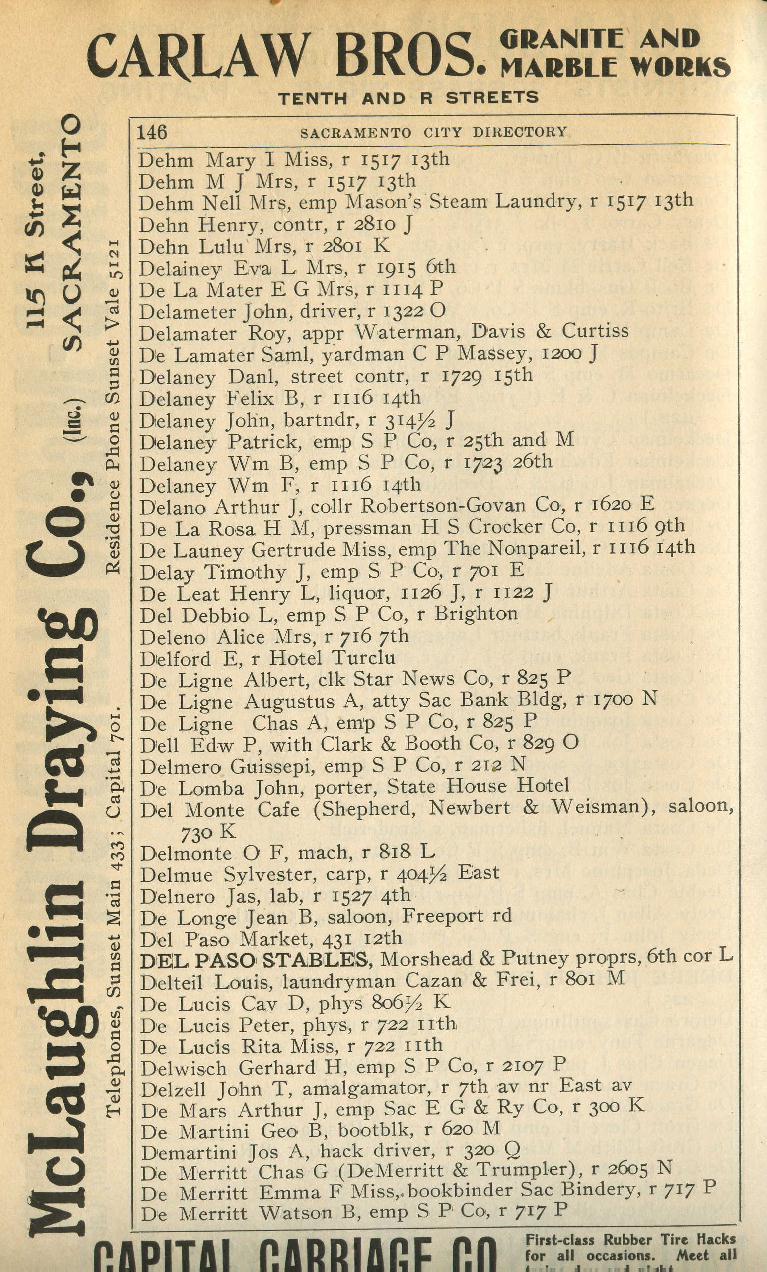 CARLAW BROS. GRANITE AND MARBLE WORKS
TENTH AND R STREETS
McLaughlin Draying Co., (Inc.)
115 K Street,
SACRAMENTO
Telephones, Sunset Main 433; Capital 701. Residence Phone Sunset Vale 5121
146 SACRAMENTO CITY DIRECTORY
Dehm Mary I Miss, r 1517 13th
Dehm M J Mrs, r 1517 13th
Dehm Nell Mrs, emp Mason's Steam Laundry, r 1517 13th
Dehn Henry, contr, r 2810 J
Dehn Lulu Mrs, r 2801 K
Delainey Eva L Mrs, r 1915 6th
De La Mater E G Mrs, r 1114 P
Delameter John, driver, r 1322 O
Delamater Roy, appr Waterman, Davis & Curtiss
De Lamater Saml, yardman C P Massey, 1200 J
Delaney Danl, street contr, r 1729 15th
Delaney Felix B, r 1116 14th
Delaney John, bartndr, r 314½ J
Delaney Patrick, emp S P Co, r 25th and M
Delaney Wm B, emp S P Co, r 1723 26th
Delaney Wm F, r 1116 14th
Delano Arthur J, collr Robertson-Govan Co, r 1620 E
De La Rosa H M, pressman H S Crocker Co, r 1116 9th
De Launey Gertrude Miss, emp The Nonpareil, r 1116 14th
Delay Timothy J, emp S P Co, r 701 E
De Leat Henry L, liquor, 1126 J, r 1122 J
Del Debbio L, emp S P Co, r Brighton
Deleno Alice Mrs, r 716 7th
Delford E, r Hotel Turclu
De Ligne Albert, clk Star News Co, r 825 P
De Ligne Augustus A, atty Sac Bank Bldg, r 1700 N
De Ligne Chas A, emp S P Co, r 825 P
Dell Edw P, with Clark & Booth Co, r 829 O
Delmero Guissepi, emp S P Co, r 212 N
De Lomba John, porter, State House Hotel
Del Monte Cafe (Shepherd, Newbert & Weisman), saloon,
730 K
Delmonte O F, mach, r 818 L
Delmue Sylvester, carp, r 404½ East
Delnero Jas, lab, r 1527 4th
De Longe Jean B, saloon, Freeport rd
Del Paso Market, 431 12th
DEL PASO STABLES, Morshead & Putney proprs, 6th cor L
Delteil Louis, laundryman Cazan & Frei, r 801 M
De Lucis Cav D, phys 806½ K
De Lucis Peter, phys, r 722 11th
De Lucis Rita Miss, r 722 11th
Delwisch Gerhard H, emp S P Co, r 2107 P
Delzell John T, amalgamator, r 7th av nr East av
De Mars Arthur J, emp Sac E G & Ry Co, r 300 K
De Martini Geo B, bootblk, r 620 M
Demartini Jos A, hack driver, r 320 Q
De Merritt Chas G (DeMerritt & Trumpler), r 2605 N
De Merritt Emma F Miss, bookbinder Sac Bindery, r 717 P
De Merritt Watson B, emp S P Co, r 717 P
CAPITAL CARRIAGE CO
First-class Rubber Tire Hacks
for all occasions. Meet all